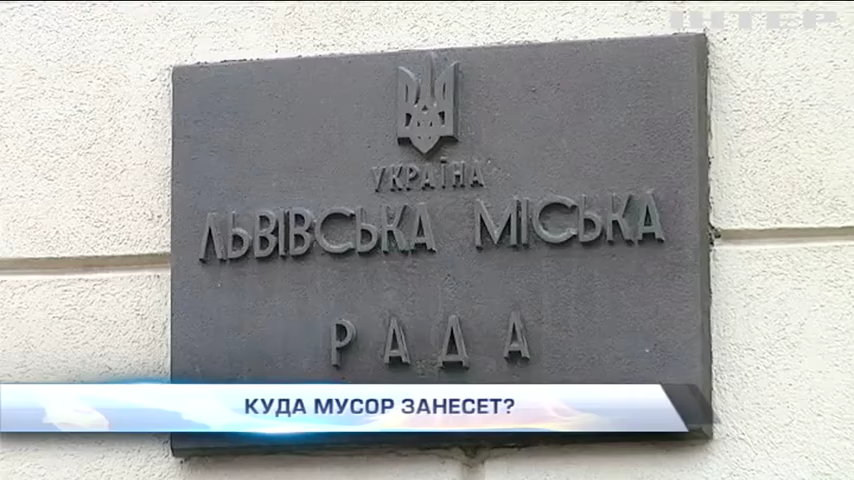 ІНТЕР
УКРАЇНА
ЛЬВІВСЬКА МІСЬКА
РАДА
КУДА МУСОР ЗАНЕСЕТ?